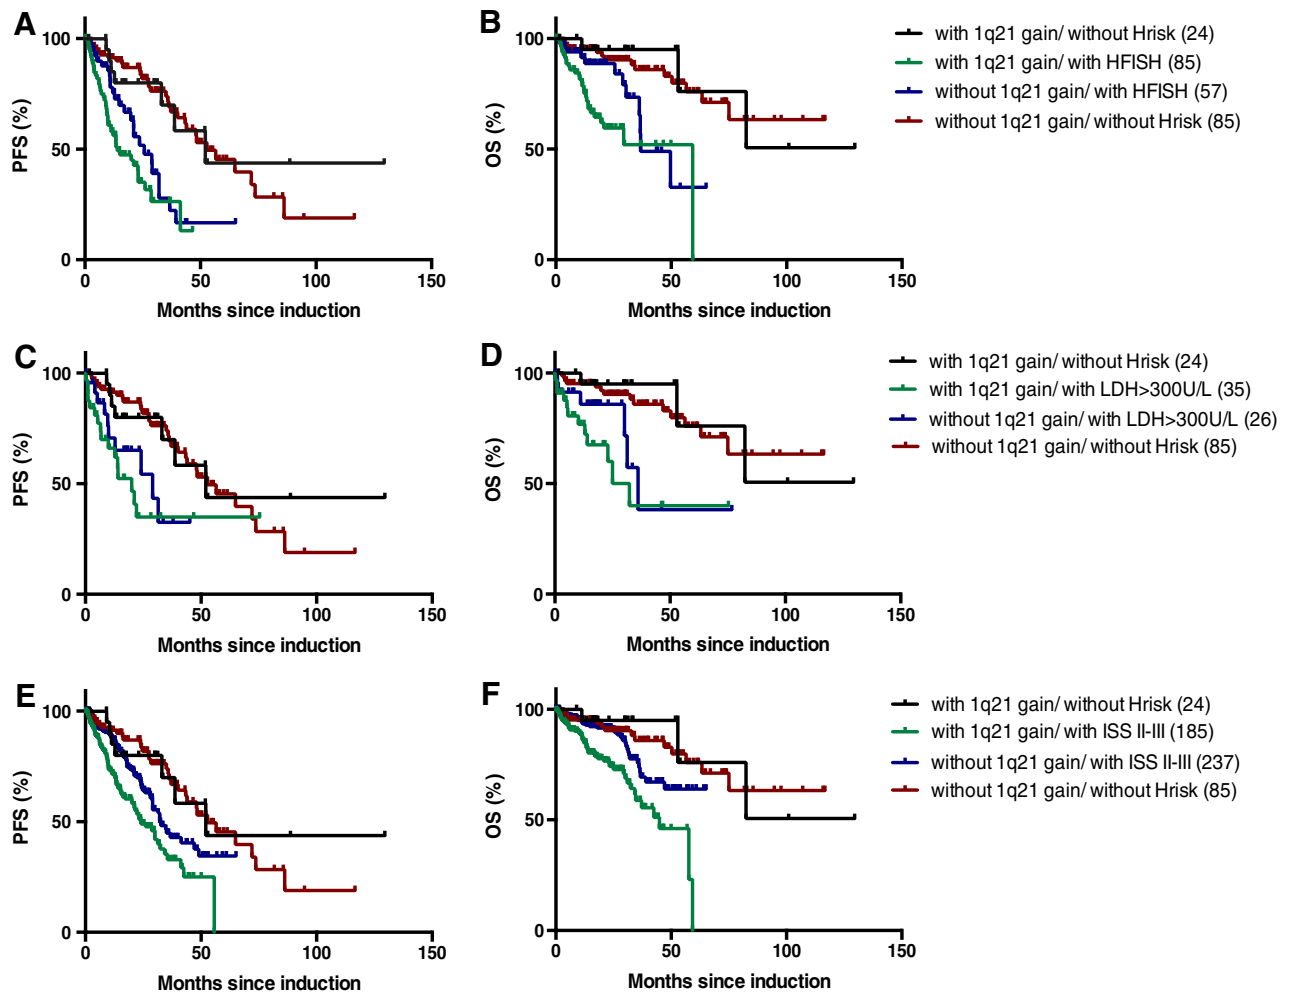 A
100
50
0
PFS (%)
0 50 100 150
Months since induction
B
100
50
0
OS (%)
0 50 100 150
Months since induction
with 1q21 gain/ without Hrisk (24)
with 1q21 gain/ with HFISH (85)
without 1q21 gain/ with HFISH (57)
without 1q21 gain/ without Hrisk (85)
C
100
50
0
PFS (%)
0 50 100 150
Months since induction
D
100
50
0
OS (%)
0 50 100 150
Months since induction
with 1q21 gain/ without Hrisk (24)
with 1q21 gain/ with LDH>300U/L (35)
without 1q21 gain/ with LDH>300U/L (26)
without 1q21 gain/ without Hrisk (85)
E
100
50
0
PFS (%)
0 50 100 150
Months since induction
F
100
50
0
OS (%)
0 50 100 150
Months since induction
with 1q21 gain/ without Hrisk (24)
with 1q21 gain/ with ISS II-III (185)
without 1q21 gain/ with ISS II-III (237)
without 1q21 gain/ without Hrisk (85)